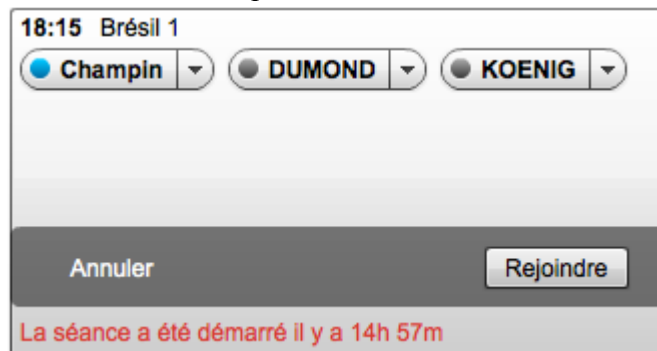 18:15 Brésil 1
Champin DUMOND KOENIG
Annuler Rejoindre
La séance a été démarré il y a 14h 57m